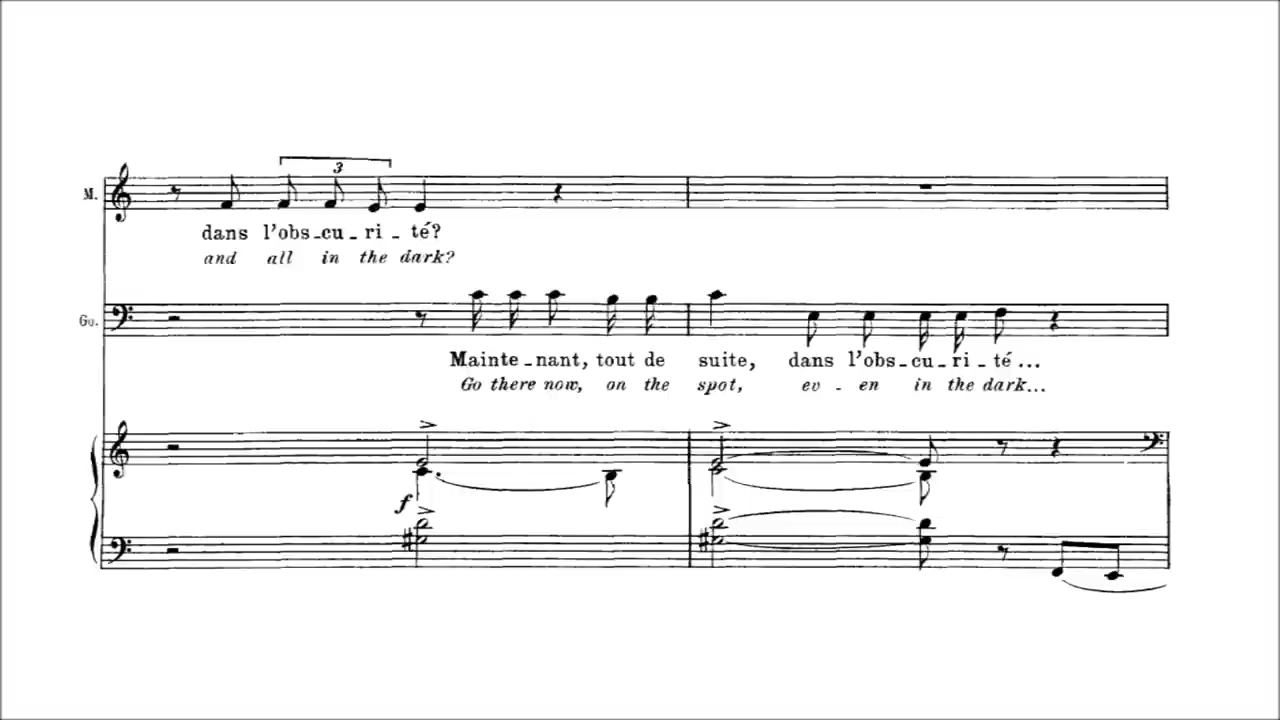 3
M.
dans l'obs-cu-ri-té?
and all in the dark?
Go.
Mainte-nant, tout de suite, dans l'obs-cu-ri-té...
Go there now, on the spot, ev-en in the dark...
f